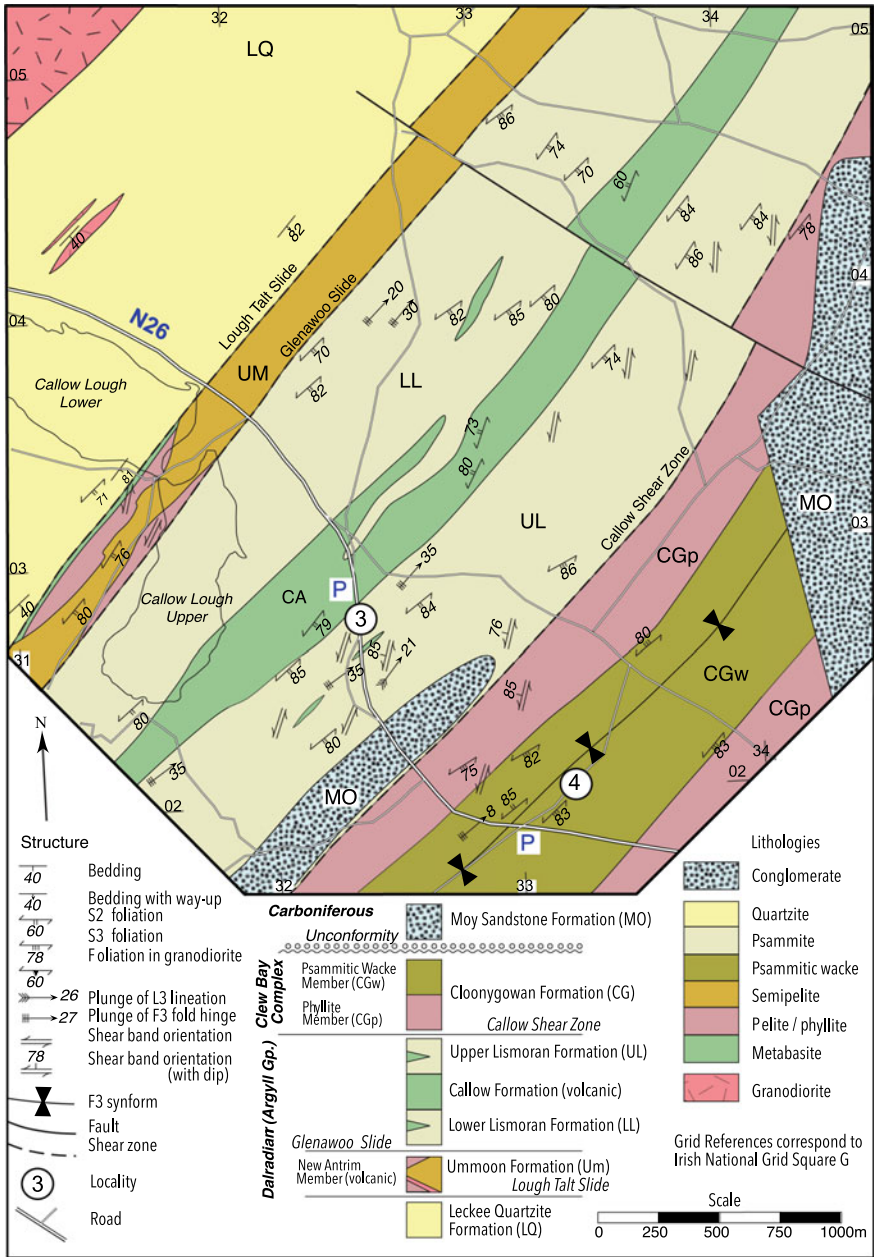 32
33
34
05
LQ
05
86
74
70
60
84
84
78
86
40
82
04
N26
Lough Talt Slide
Glenawoo Slide
20
30
82
85
80
04
Callow Lough
Lower
UM
70
82
LL
74
73
80
81
71
UL
Callow Shear Zone
MO
03
76
03
CA
P
35
86
CGp
40
80
Callow Lough
Upper
79
3
84
31
85
85
35
21
76
80
CGw
85
CGp
80
80
35
MO
75
82
83
34
02
02
4
85
8
83
P
32
33
N
Structure
40 Bedding
40 Bedding with way-up
60 S2 foliation
78 S3 foliation
60 Foliation in granodiorite
26 Plunge of L3 lineation
27 Plunge of F3 fold hinge
Shear band orientation
78 Shear band orientation
(with dip)
F3 synform
Fault
Shear zone
3 Locality
Road
Carboniferous
Moy Sandstone Formation (MO)
Unconformity
Clew Bay
Complex
Psammitic Wacke
Member (CGw)
Phyllite
Member (CGp)
Cloonygowan Formation (CG)
Callow Shear Zone
Dalradian (Argyll Gp.)
Upper Lismoran Formation (UL)
Callow Formation (volcanic)
Lower Lismoran Formation (LL)
Glenawoo Slide
New Antrim
Member (volcanic)
Ummoon Formation (Um)
Lough Talt Slide
Leckee Quartzite
Formation (LQ)
Lithologies
Conglomerate
Quartzite
Psammite
Psammitic wacke
Semipelite
Pelite / phyllite
Metabasite
Granodiorite
Grid References correspond to
Irish National Grid Square G
Scale
0 250 500 750 1000m